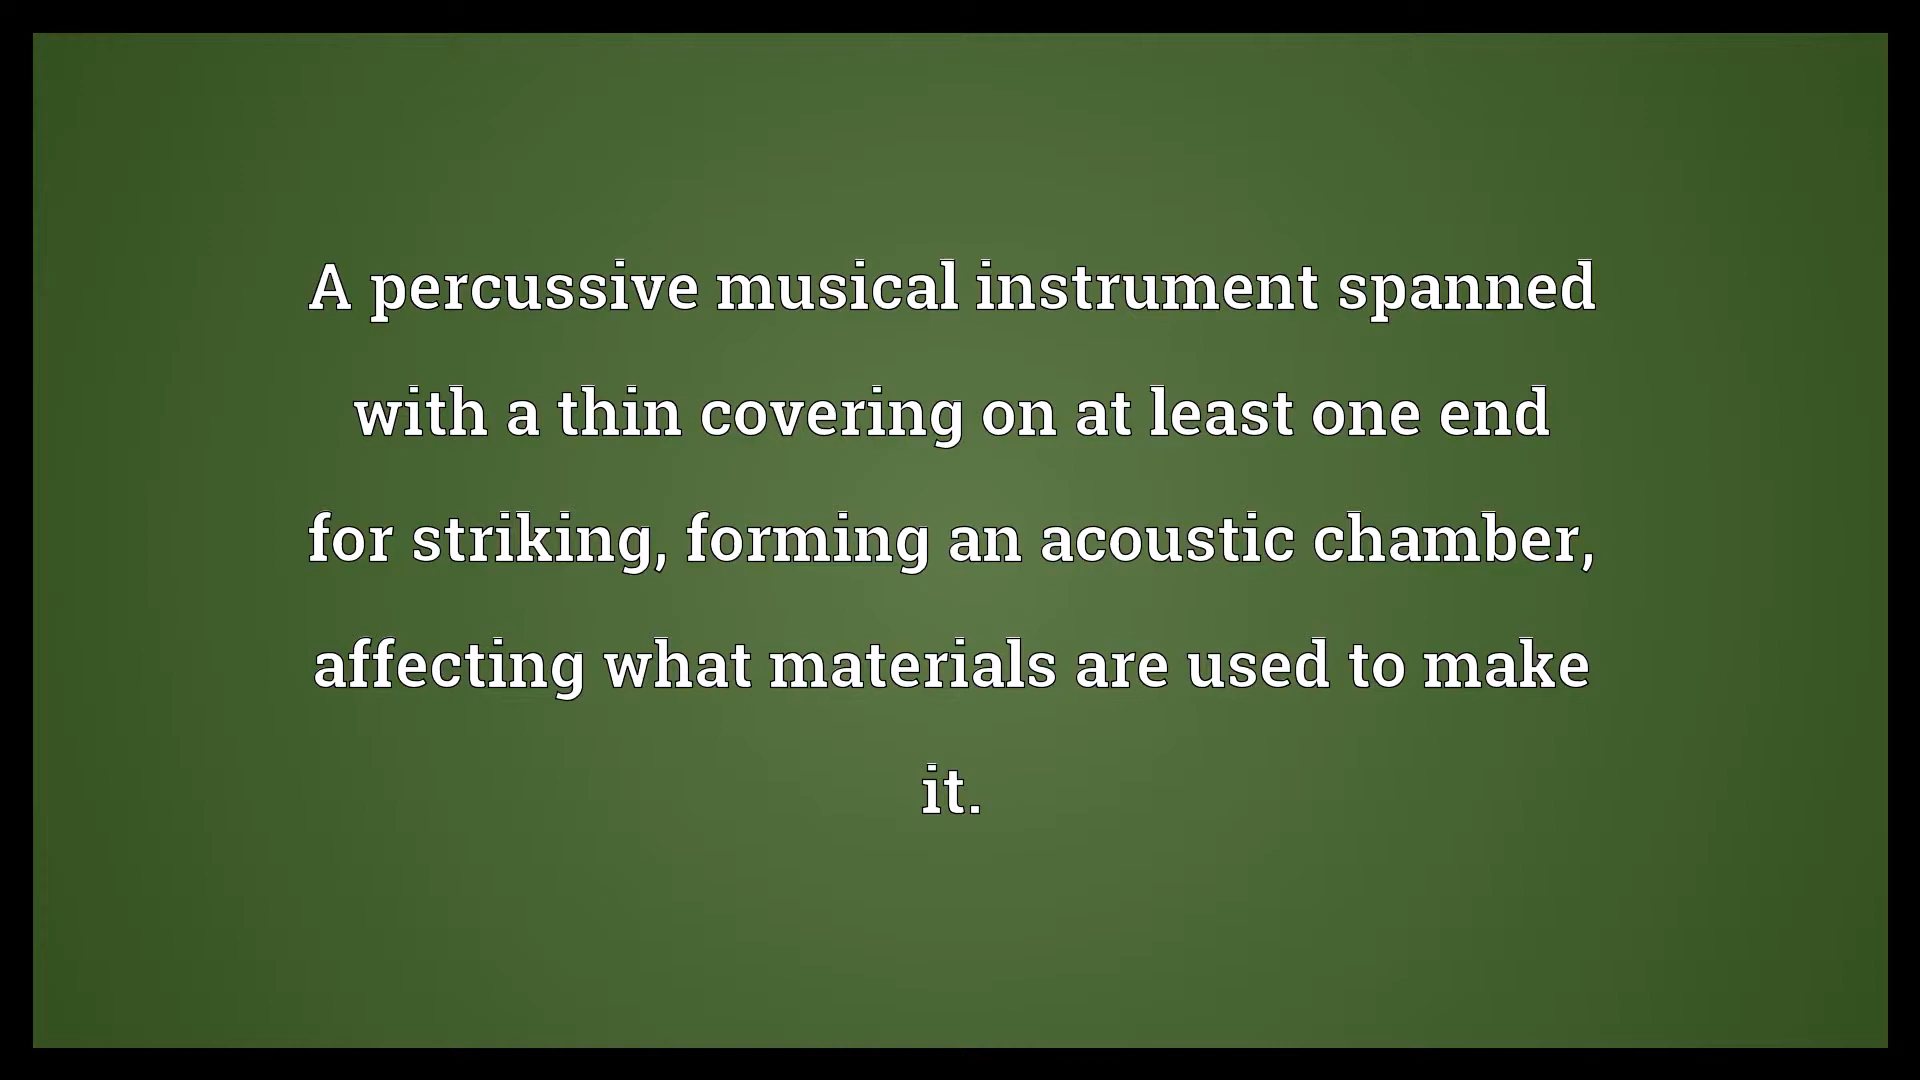 A percussive musical instrument spanned
with a thin covering on at least one end
for striking, forming an acoustic chamber,
affecting what materials are used to make
it.